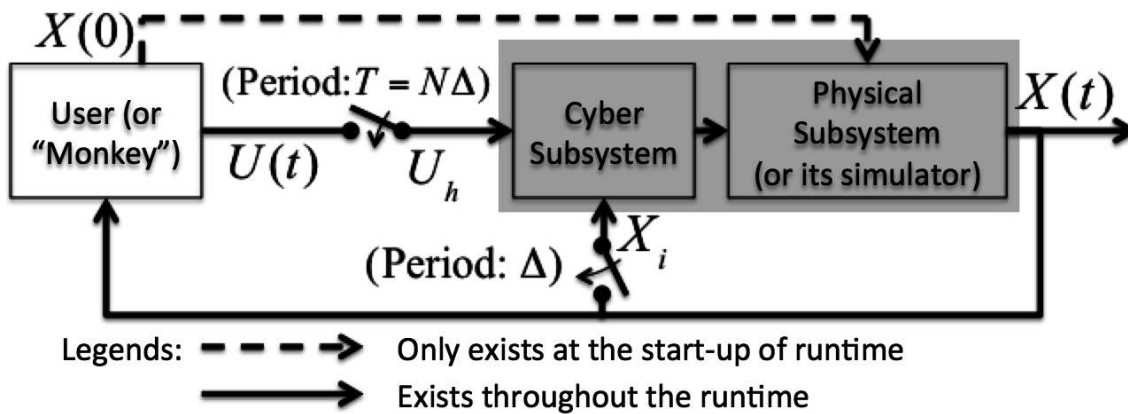 X(0)
(Period: T = NΔ)
User (or
“Monkey”)
U(t)
U_h
Cyber
Subsystem
Physical
Subsystem
(or its simulator)
X(t)
X_i
(Period: Δ)
Legends:
Only exists at the start-up of runtime
Exists throughout the runtime